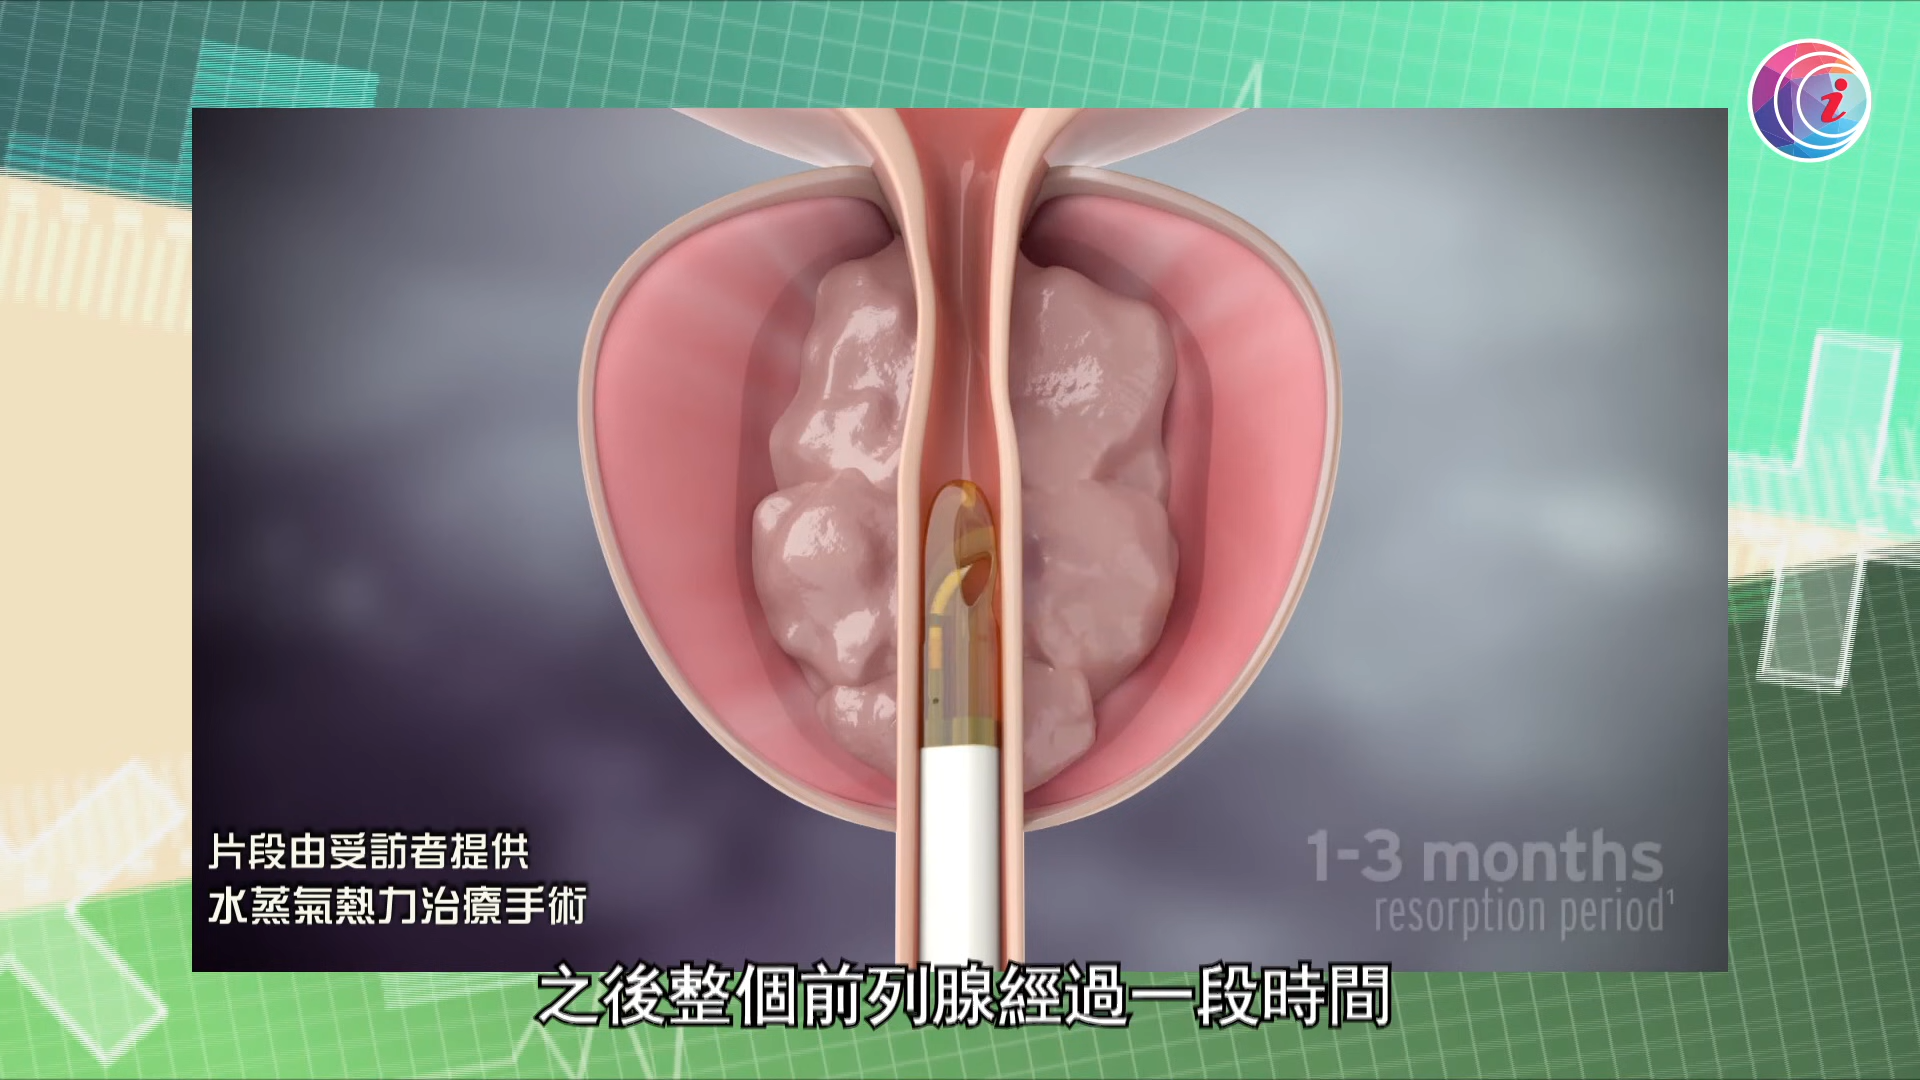 i
1-3 months
resorption period¹
片段由受訪者提供
水蒸氣熱力治療手術
之後整個前列腺經過一段時間